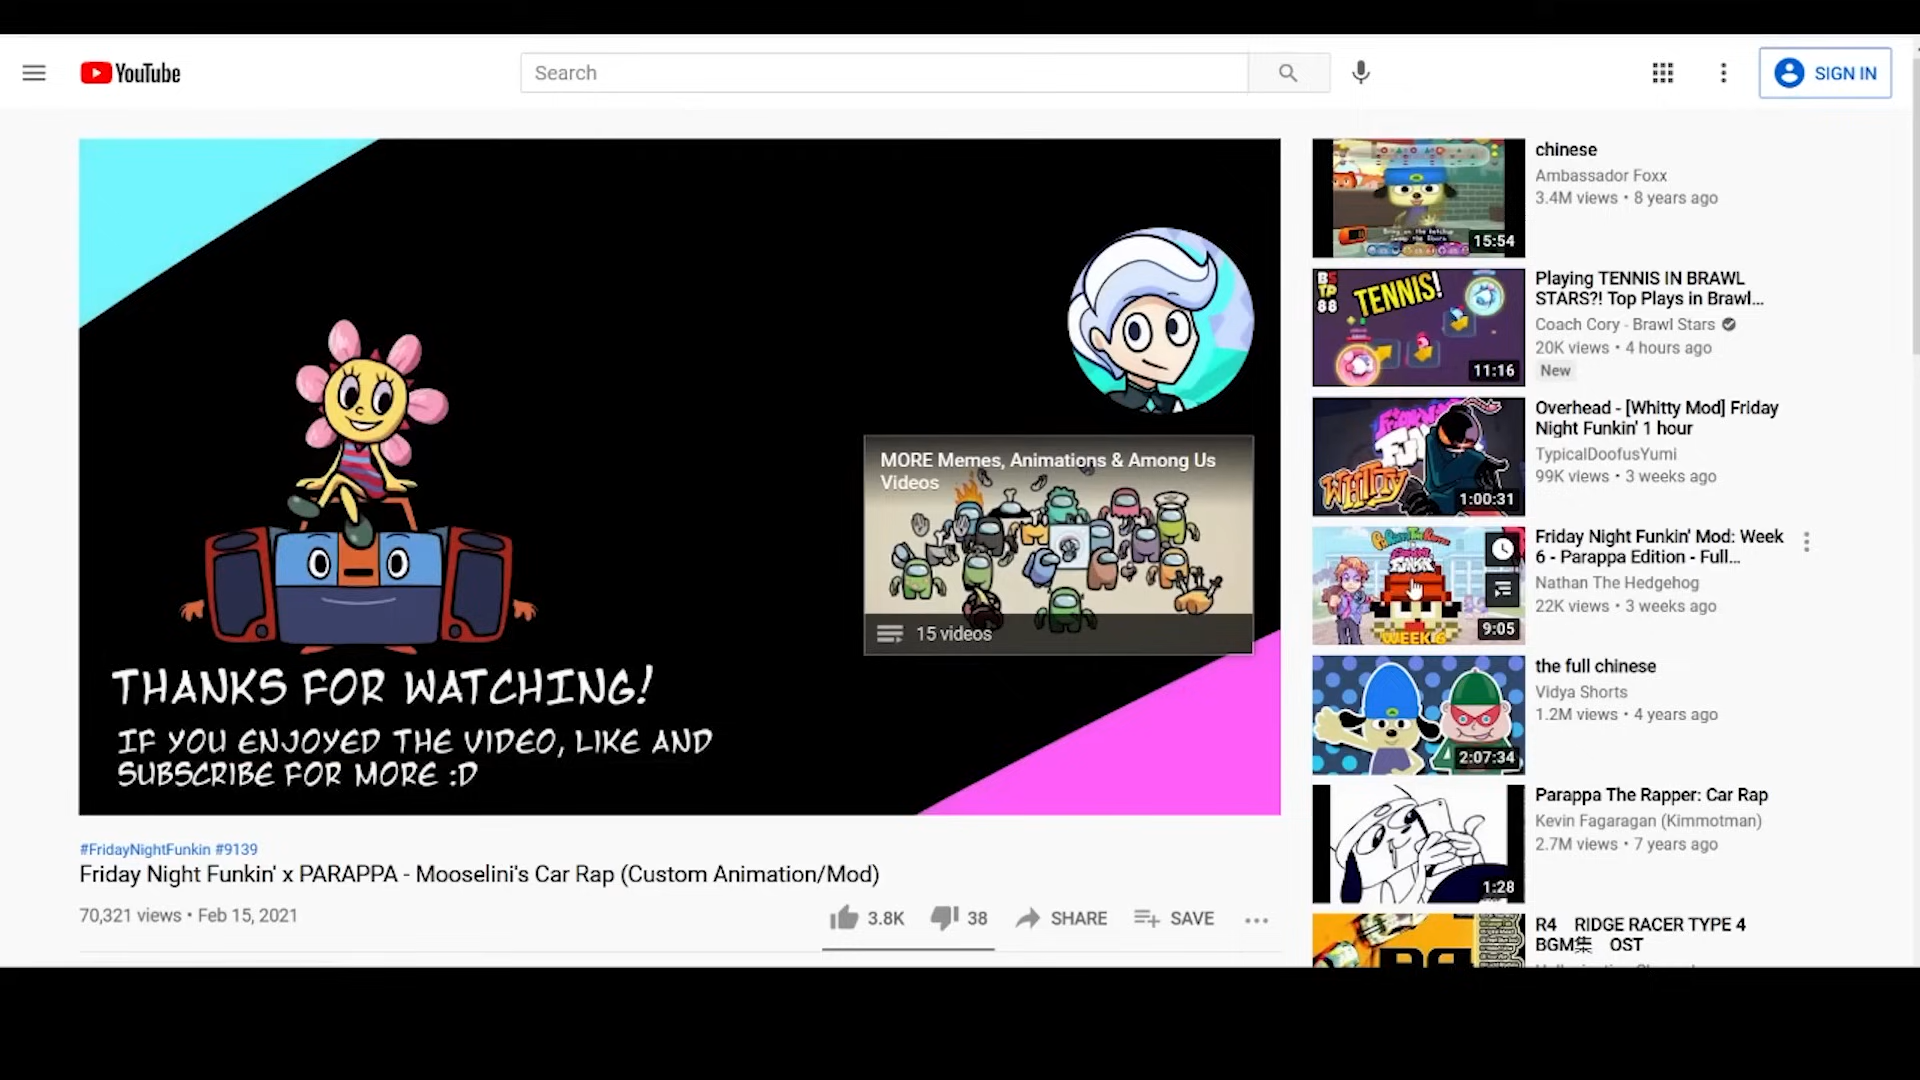 YouTube
Search
SIGN IN
MORE Memes, Animations & Among Us
Videos
15 videos
THANKS FOR WATCHING!
IF YOU ENJOYED THE VIDEO, LIKE AND
SUBSCRIBE FOR MORE :D
#FridayNightFunkin #9139
Friday Night Funkin' x PARAPPA - Mooselini's Car Rap (Custom Animation/Mod)
70,321 views • Feb 15, 2021
3.8K
38
SHARE
SAVE
15:54
chinese
Ambassador Foxx
3.4M views • 8 years ago
BS
TP
88
TENNIS!
11:16
Playing TENNIS IN BRAWL
STARS?! Top Plays in Brawl...
Coach Cory - Brawl Stars
20K views • 4 hours ago
New
WHITTY
1:00:31
Overhead - [Whitty Mod] Friday
Night Funkin' 1 hour
TypicalDoofusYumi
99K views • 3 weeks ago
WEEK 6
9:05
Friday Night Funkin' Mod: Week
6 - Parappa Edition - Full...
Nathan The Hedgehog
22K views • 3 weeks ago
2:07:34
the full chinese
Vidya Shorts
1.2M views • 4 years ago
1:28
Parappa The Rapper: Car Rap
Kevin Fagaragan (Kimmotman)
2.7M views • 7 years ago
R4 RIDGE RACER TYPE 4
BGM集 OST